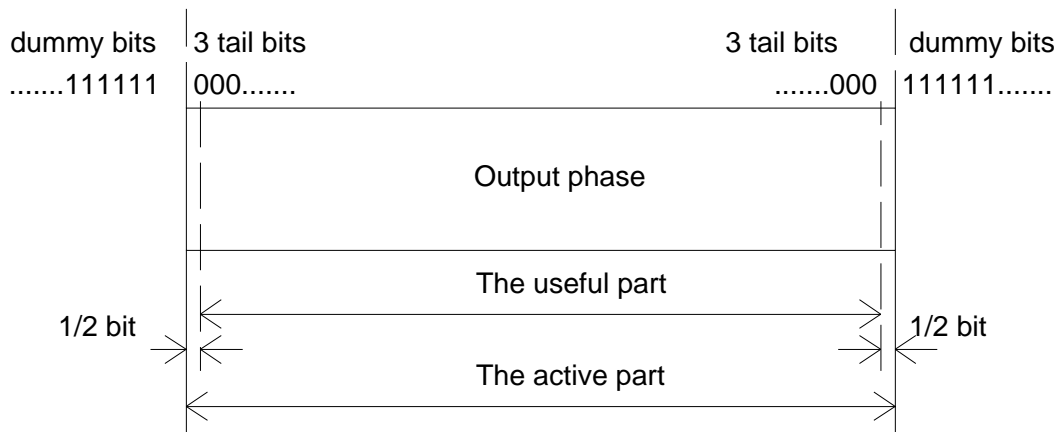 dummy bits 3 tail bits 3 tail bits dummy bits
.......111111 000....... .......000 111111.......
Output phase
The useful part
1/2 bit 1/2 bit
The active part